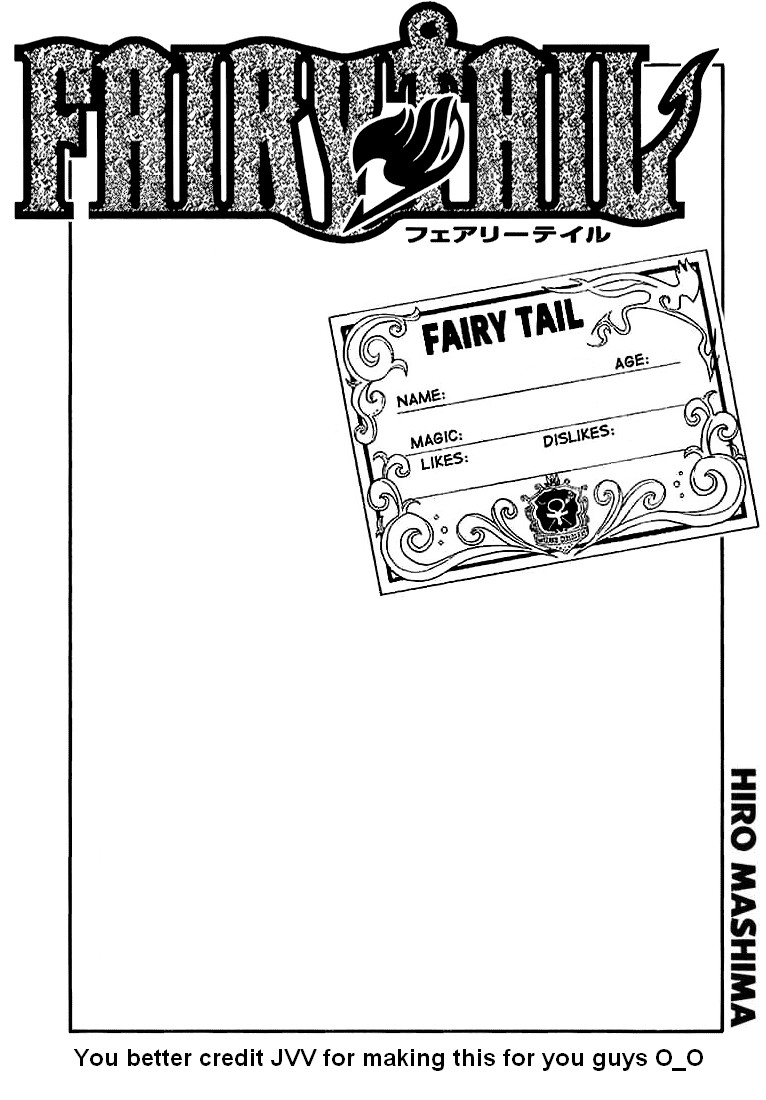 FAIRY TAIL
フェアリーテイル
FAIRY TAIL
AGE:
NAME:
MAGIC:
DISLIKES:
LIKES:
HIRO MASHIMA
You better credit JVV for making this for you guys O_O